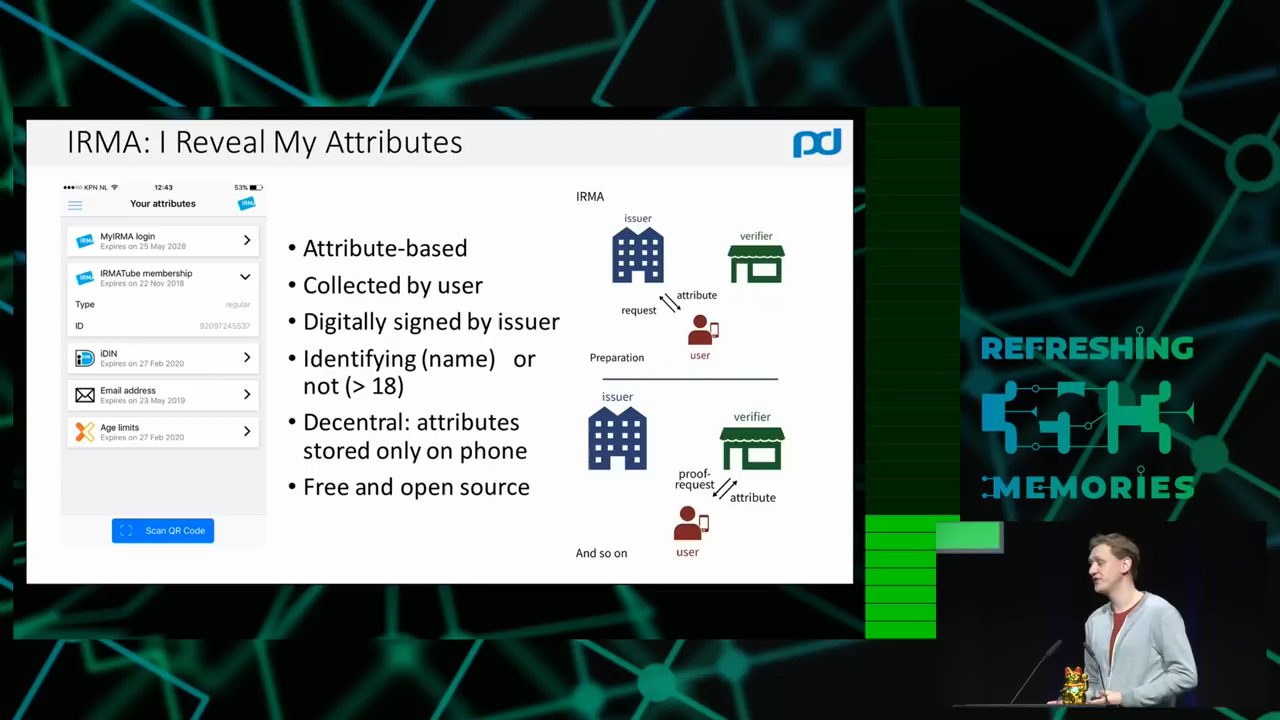 IRMA: I Reveal My Attributes
pd
KPN NL
12:43
53%
Your attributes
IRMA
MyIRMA login
Expires on 25 May 2028
IRMATube membership
Expires on 22 Nov 2018
Type
regular
ID
92097245537
iDIN
Expires on 27 Feb 2020
Email address
Expires on 23 May 2019
Age limits
Expires on 27 Feb 2020
Scan QR Code
• Attribute-based
• Collected by user
• Digitally signed by issuer
• Identifying (name) or
not (> 18)
• Decentral: attributes
stored only on phone
• Free and open source
IRMA
issuer
verifier
attribute
request
user
Preparation
issuer
verifier
proof-
request
attribute
user
And so on
REFRESHING
MEMORIES